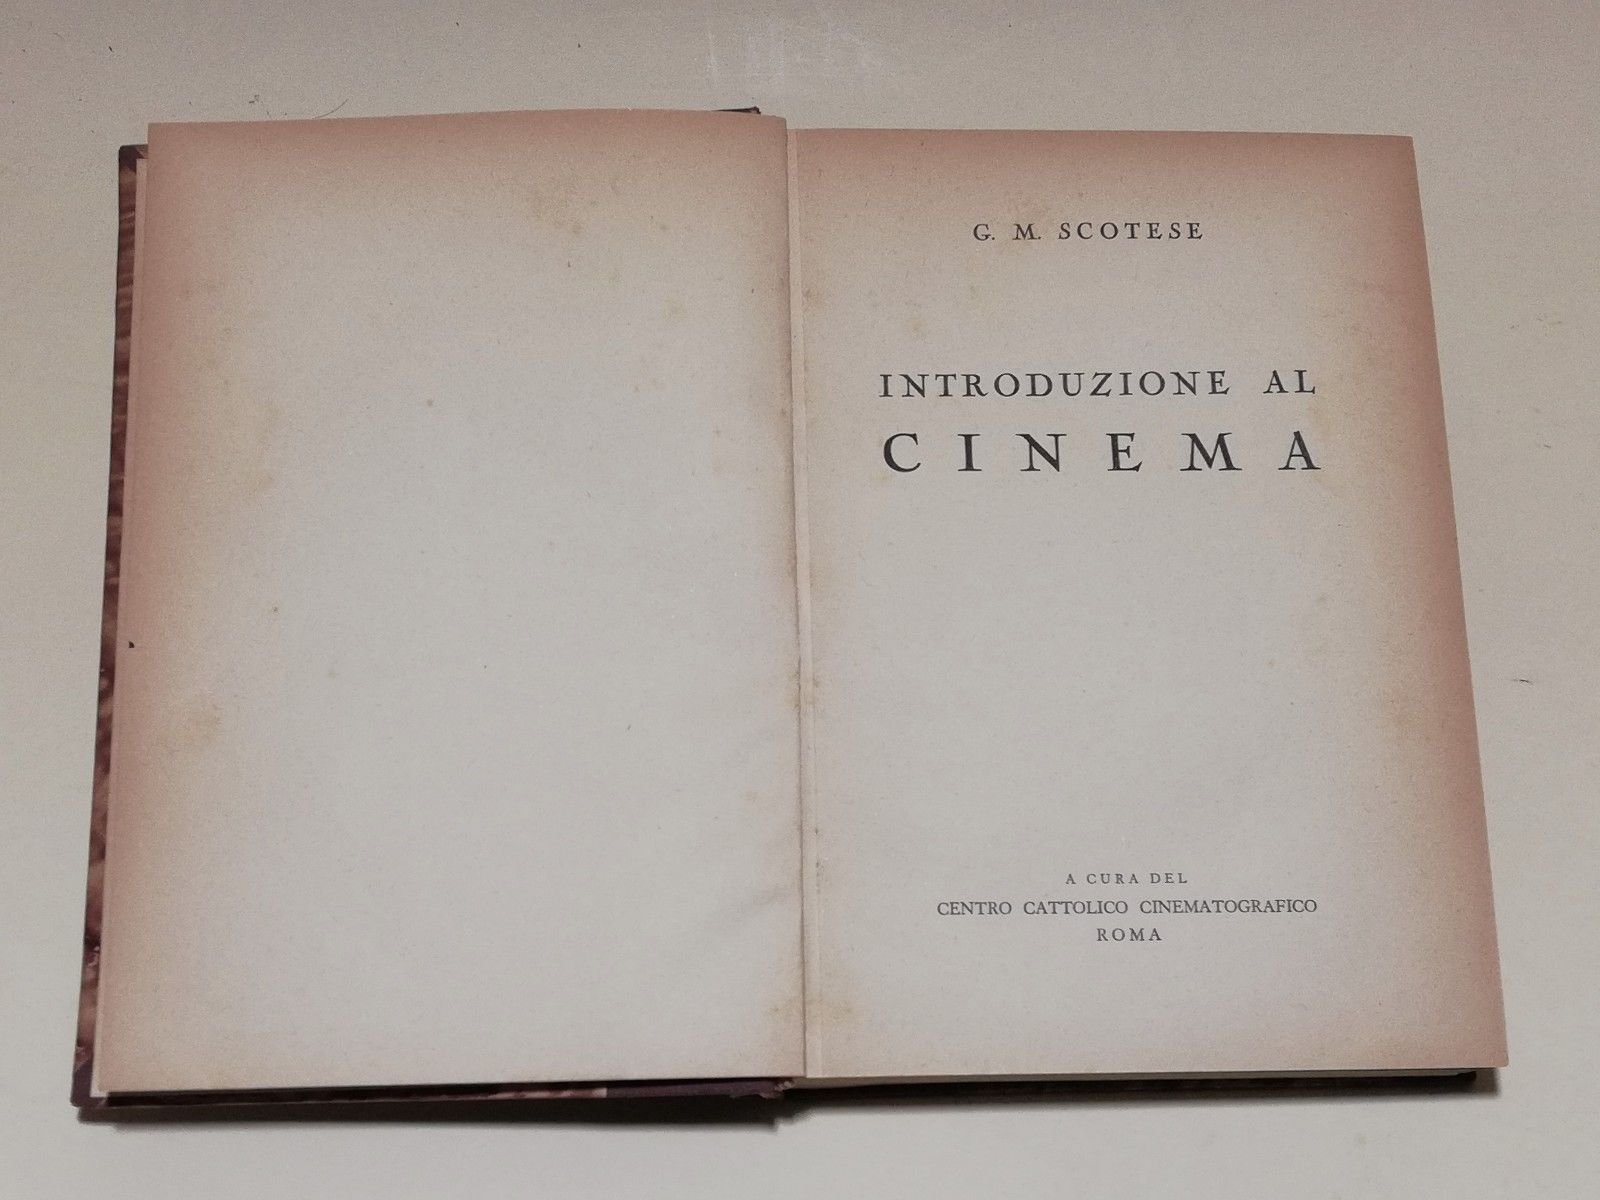 G. M. SCOTESE
INTRODUZIONE AL
CINEMA
A CURA DEL
CENTRO CATTOLICO CINEMATOGRAFICO
ROMA